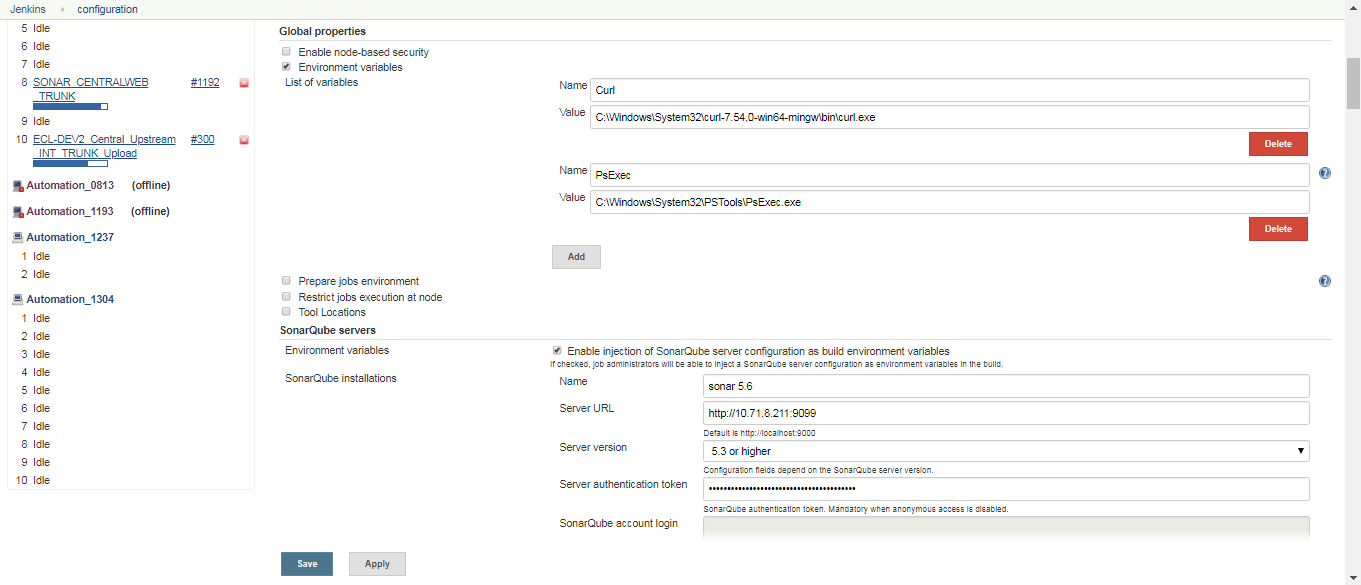 Jenkins configuration
5 Idle
6 Idle
7 Idle
8 SONAR_CENTRALWEB #1192
_TRUNK
9 Idle
10 ECL-DEV2_Central_Upstream #300
_INT_TRUNK_Upload
Automation_0813 (offline)
Automation_1193 (offline)
Automation_1237
1 Idle
2 Idle
Automation_1304
1 Idle
2 Idle
3 Idle
4 Idle
5 Idle
6 Idle
7 Idle
8 Idle
9 Idle
10 Idle
Global properties
Enable node-based security
Environment variables
List of variables
Name Curl
Value C:\Windows\System32\curl-7.54.0-win64-mingw\bin\curl.exe
Delete
Name PsExec
Value C:\Windows\System32\PSTools\PsExec.exe
Delete
Add
Prepare jobs environment
Restrict jobs execution at node
Tool Locations
SonarQube servers
Environment variables Enable injection of SonarQube server configuration as build environment variables
If checked, job administrators will be able to inject a SonarQube server configuration as environment variables in the build.
SonarQube installations
Name sonar 5.6
Server URL http://10.71.8.211:9099
Default is http://localhost:9000
Server version 5.3 or higher
Configuration fields depend on the SonarQube server version.
Server authentication token ••••••••••••••••••••••••••••••••••••••••
SonarQube authentication token. Mandatory when anonymous access is disabled.
SonarQube account login
Save Apply